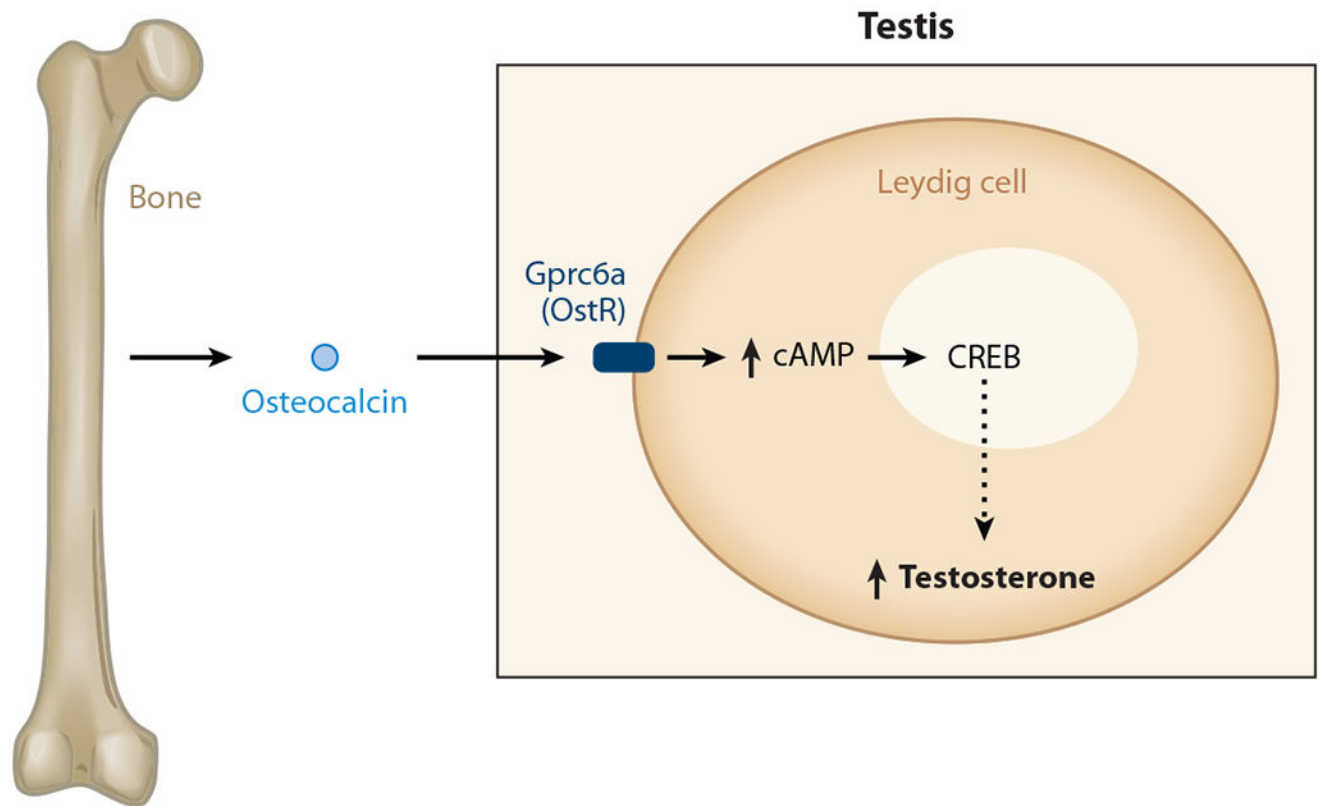 Testis
Bone
Leydig cell
Gprc6a
(OstR)
Osteocalcin
cAMP
CREB
Testosterone